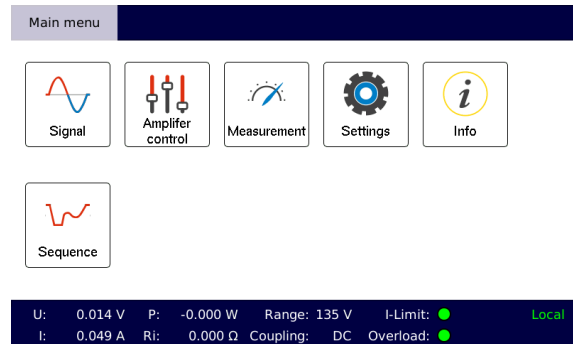 Main menu
Signal
Amplifer
control
Measurement
Settings
i
Info
Sequence
U: 0.014 V P: -0.000 W Range: 135 V I-Limit: Local
I: 0.049 A Ri: 0.000 Ω Coupling: DC Overload: